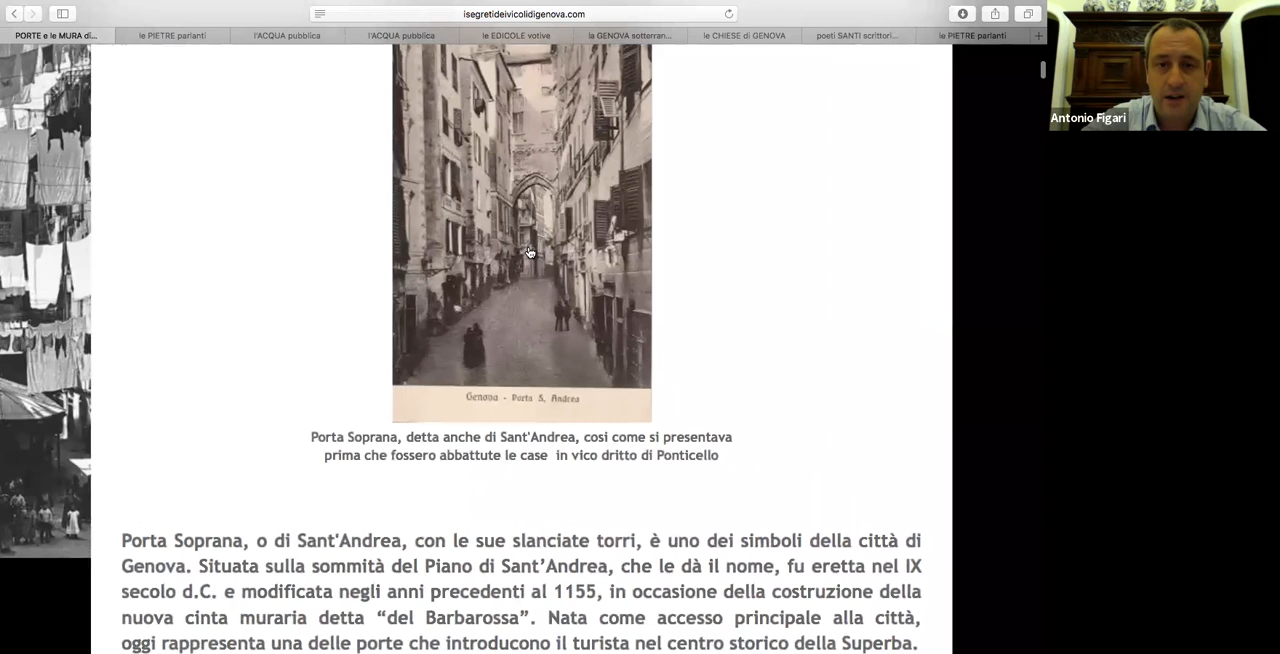 isegretideivicolidigenova.com
PORTE e le MURA di...
le PIETRE parlanti
l'ACQUA pubblica
l'ACQUA pubblica
le EDICOLE votive
la GENOVA sotterran...
le CHIESE di GENOVA
poeti SANTI scrittori...
le PIETRE parlanti
Antonio Figari
Genova - Porta S. Andrea
Porta Soprana, detta anche di Sant'Andrea, cosi come si presentava
prima che fossero abbattute le case in vico dritto di Ponticello
Porta Soprana, o di Sant'Andrea, con le sue slanciate torri, è uno dei simboli della città di
Genova. Situata sulla sommità del Piano di Sant’Andrea, che le dà il nome, fu eretta nel IX
secolo d.C. e modificata negli anni precedenti al 1155, in occasione della costruzione della
nuova cinta muraria detta “del Barbarossa”. Nata come accesso principale alla città,
oggi rappresenta una delle porte che introducono il turista nel centro storico della Superba.